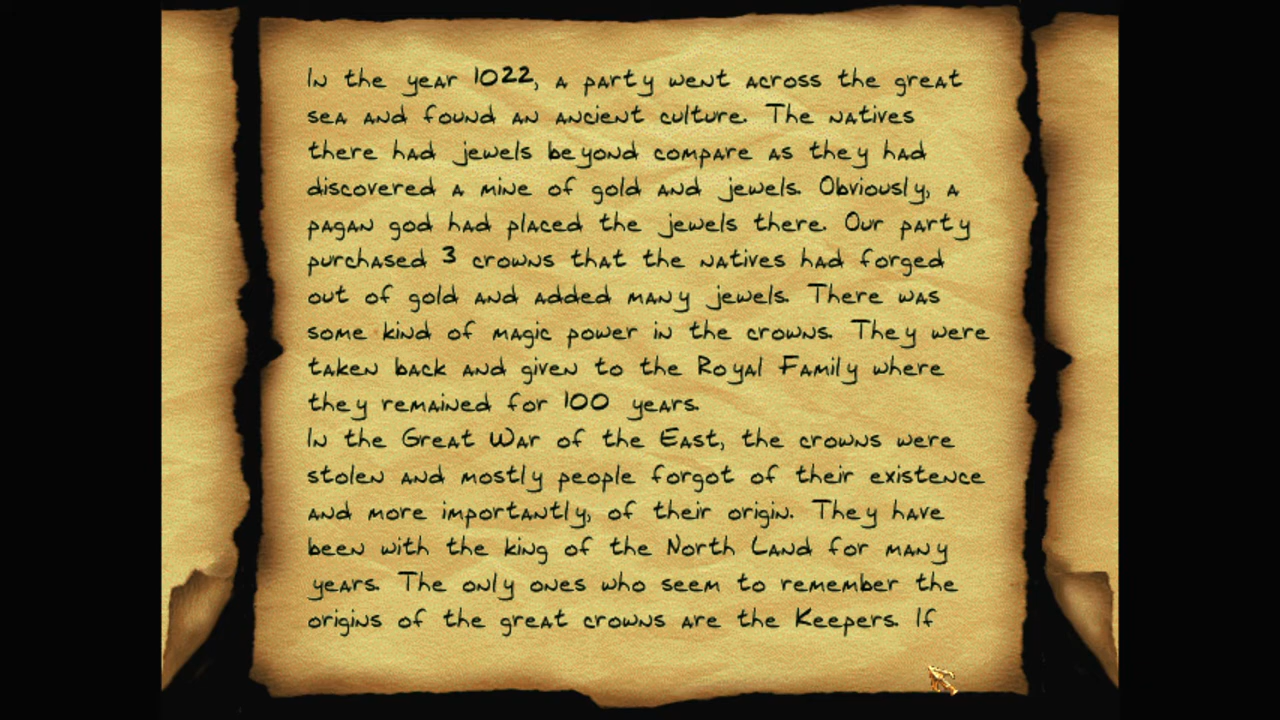 In the year 1022, a party went across the great
sea and found an ancient culture. The natives
there had jewels beyond compare as they had
discovered a mine of gold and jewels. Obviously, a
pagan god had placed the jewels there. Our party
purchased 3 crowns that the natives had forged
out of gold and added many jewels. There was
some kind of magic power in the crowns. They were
taken back and given to the Royal Family where
they remained for 100 years.
In the Great War of the East, the crowns were
stolen and mostly people forgot of their existence
and more importantly, of their origin. They have
been with the king of the North Land for many
years. The only ones who seem to remember the
origins of the great crowns are the Keepers. If